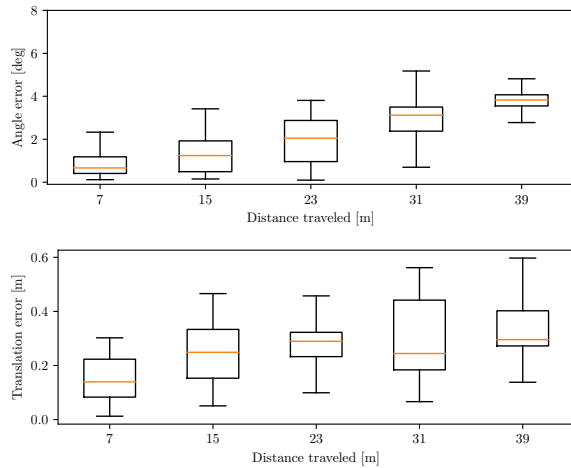 8
6
4
2
0
Angle error [deg]
7 15 23 31 39
Distance traveled [m]
0.6
0.4
0.2
0.0
Translation error [m]
7 15 23 31 39
Distance traveled [m]